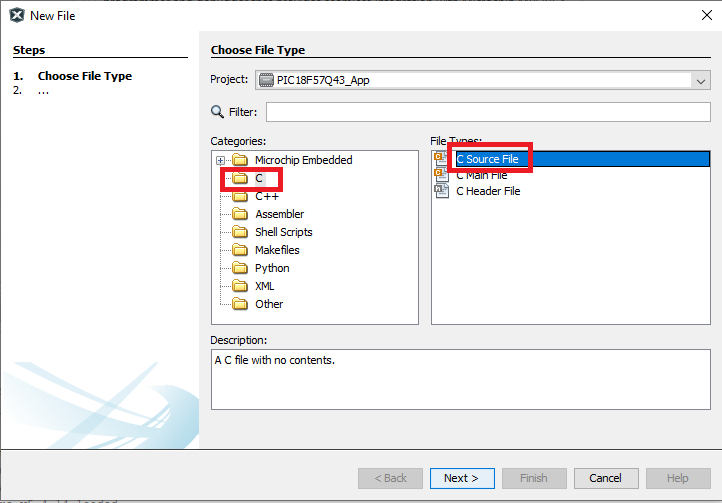 New File
Steps
1. Choose File Type
2. ...
Choose File Type
Project: PIC18F57Q43_App
Filter:
Categories:
Microchip Embedded
C
C++
Assembler
Shell Scripts
Makefiles
Python
XML
Other
File Types:
C Source File
C Main File
C Header File
Description:
A C file with no contents.
< Back
Next >
Finish
Cancel
Help